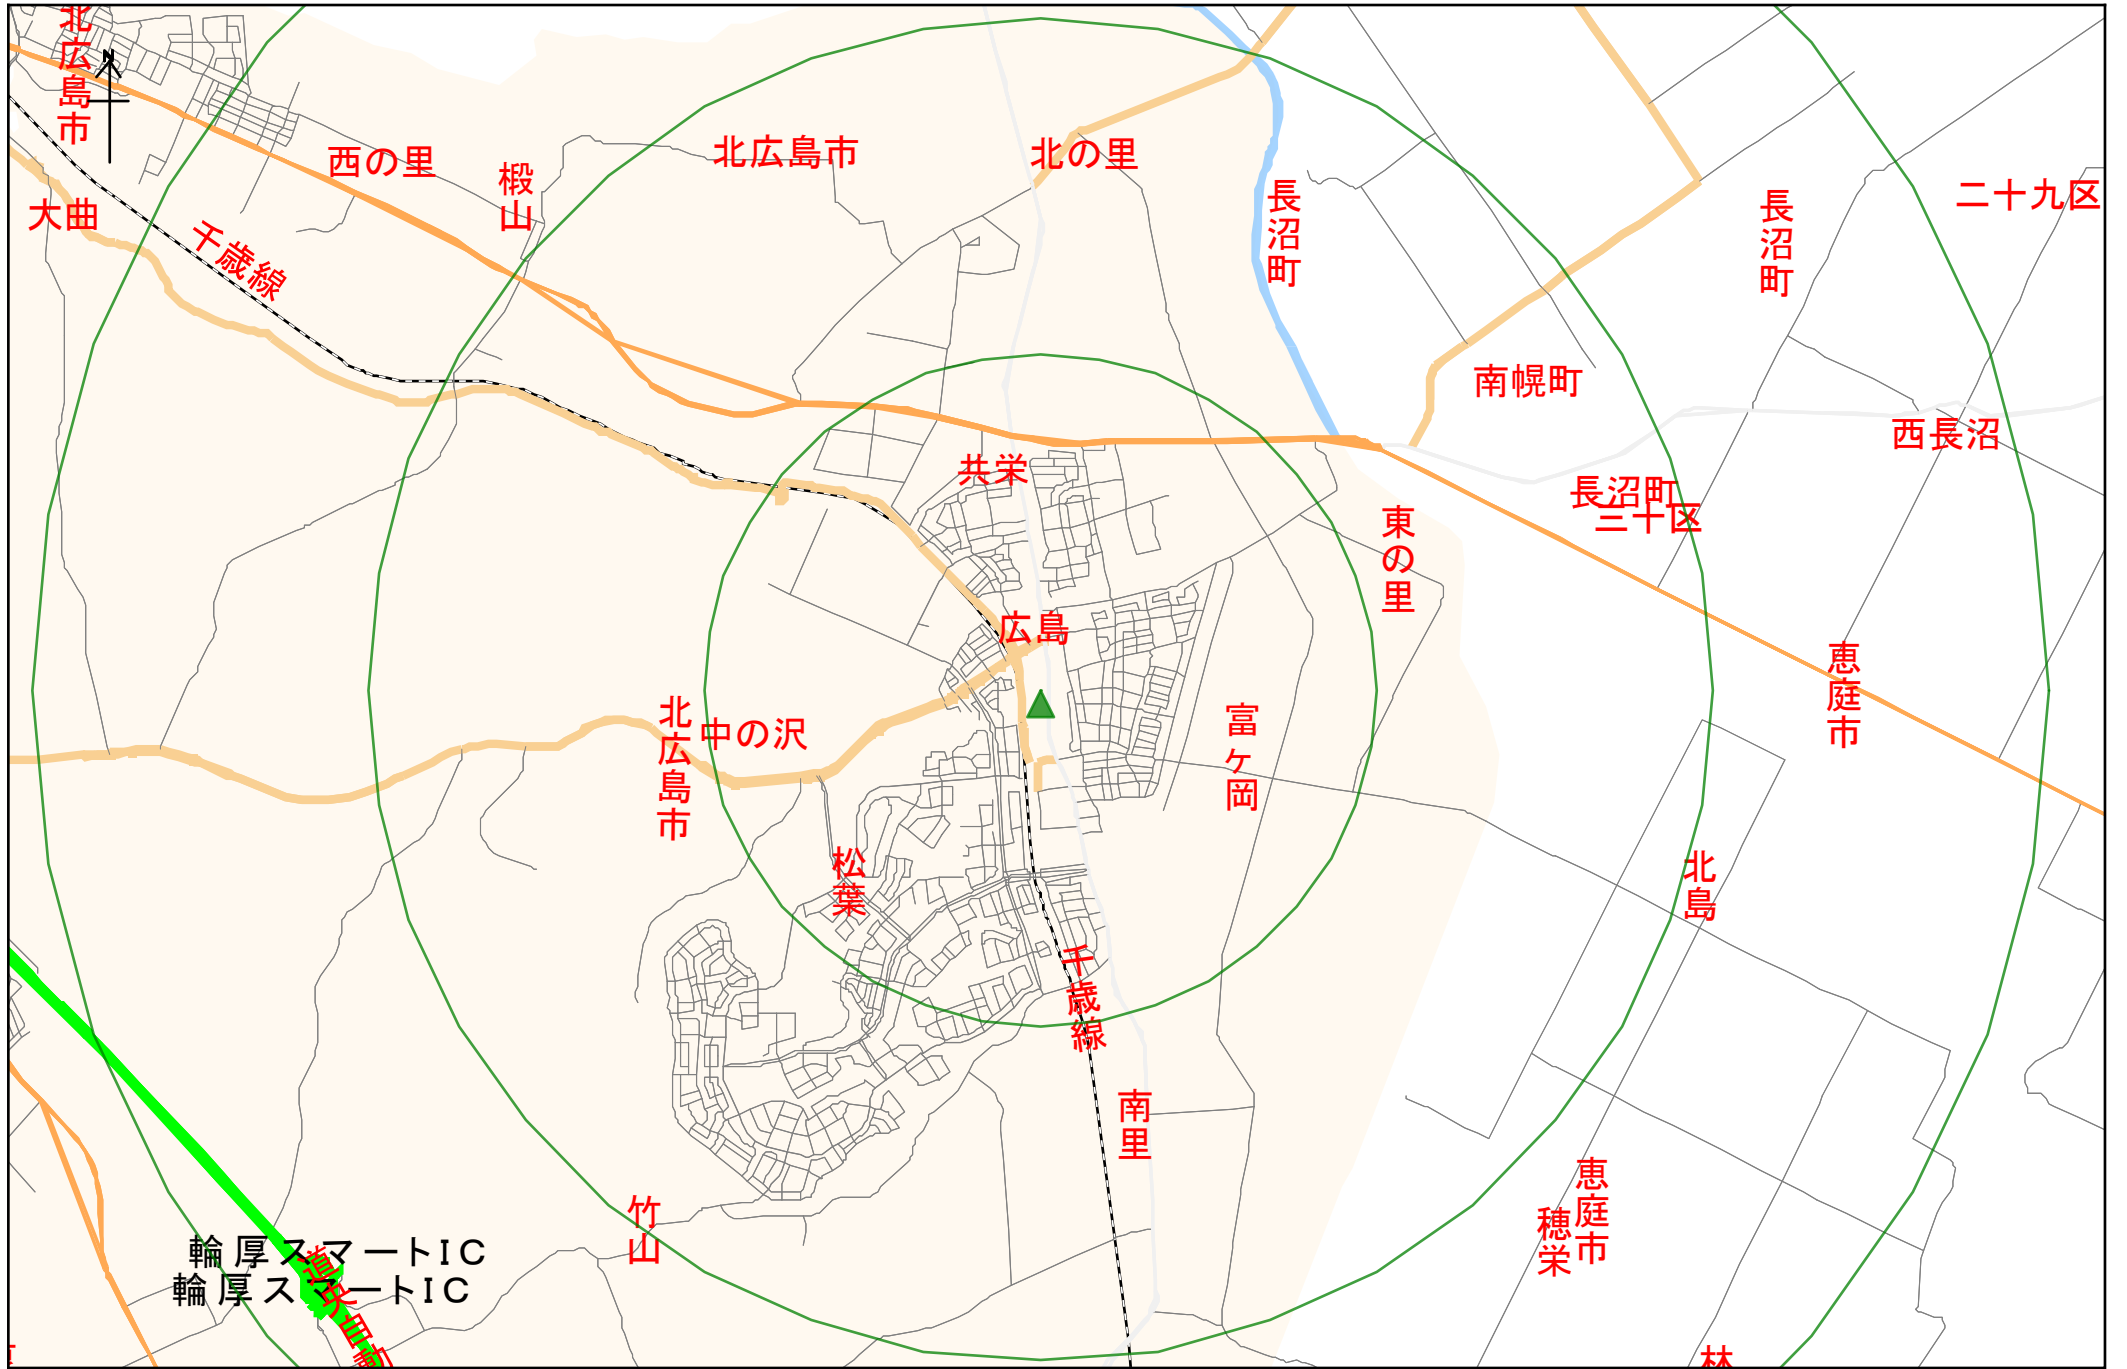 北広島市
N
西の里
椴山
北広島市
北の里
長沼町
長沼町
二十九区
大曲
千歳線
南幌町
西長沼
共栄
長沼町
三十区
東の里
広島
恵庭市
北広島市
中の沢
富ヶ岡
松葉
北島
千歳線
南里
竹山
恵庭市
穂栄
輪厚スマートIC
輪厚スマートIC
林